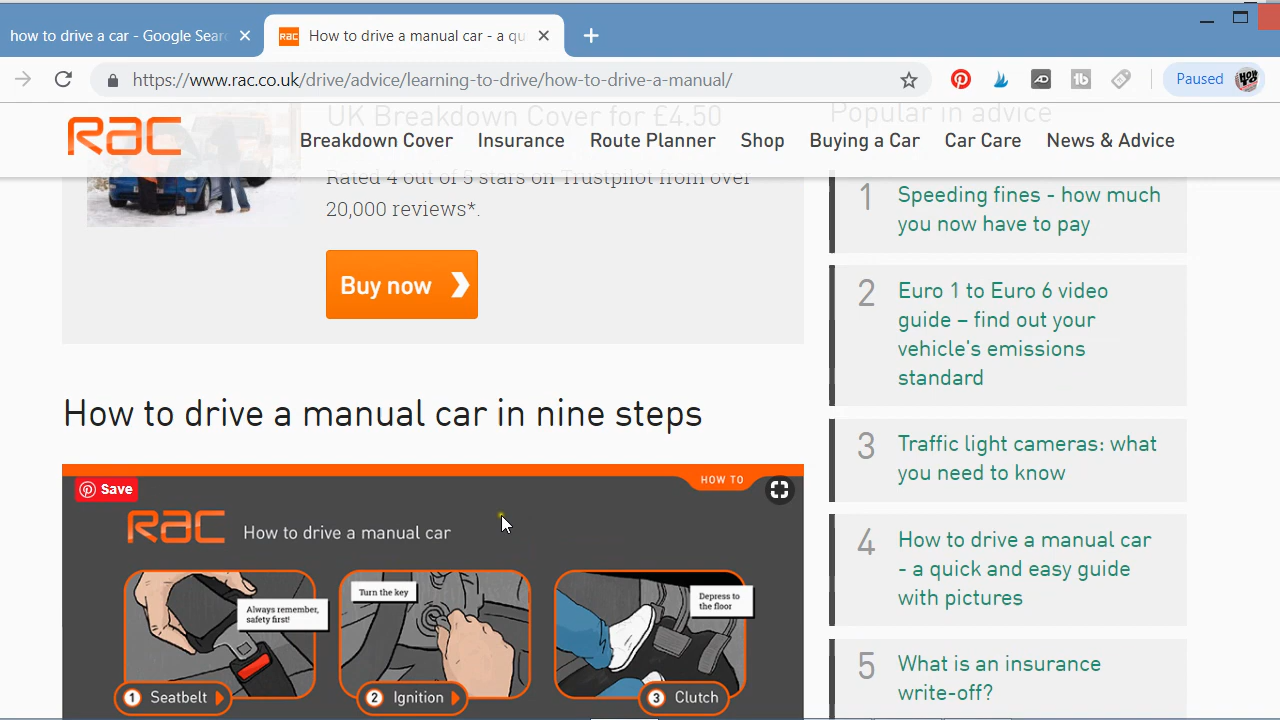 how to drive a car - Google Sear
RAC How to drive a manual car - a qu
https://www.rac.co.uk/drive/advice/learning-to-drive/how-to-drive-a-manual/
Paused
UK Breakdown Cover for £4.50
Popular in advice
RAC
Breakdown Cover
Insurance
Route Planner
Shop
Buying a Car
Car Care
News & Advice
Rated 4 out of 5 stars on Trustpilot from over
20,000 reviews*.
Buy now
How to drive a manual car in nine steps
Save
HOW TO
RAC How to drive a manual car
Always remember,
safety first!
Turn the key
Depress to
the floor
1 Seatbelt
2 Ignition
3 Clutch
1 Speeding fines - how much
you now have to pay
2 Euro 1 to Euro 6 video
guide – find out your
vehicle's emissions
standard
3 Traffic light cameras: what
you need to know
4 How to drive a manual car
- a quick and easy guide
with pictures
5 What is an insurance
write-off?